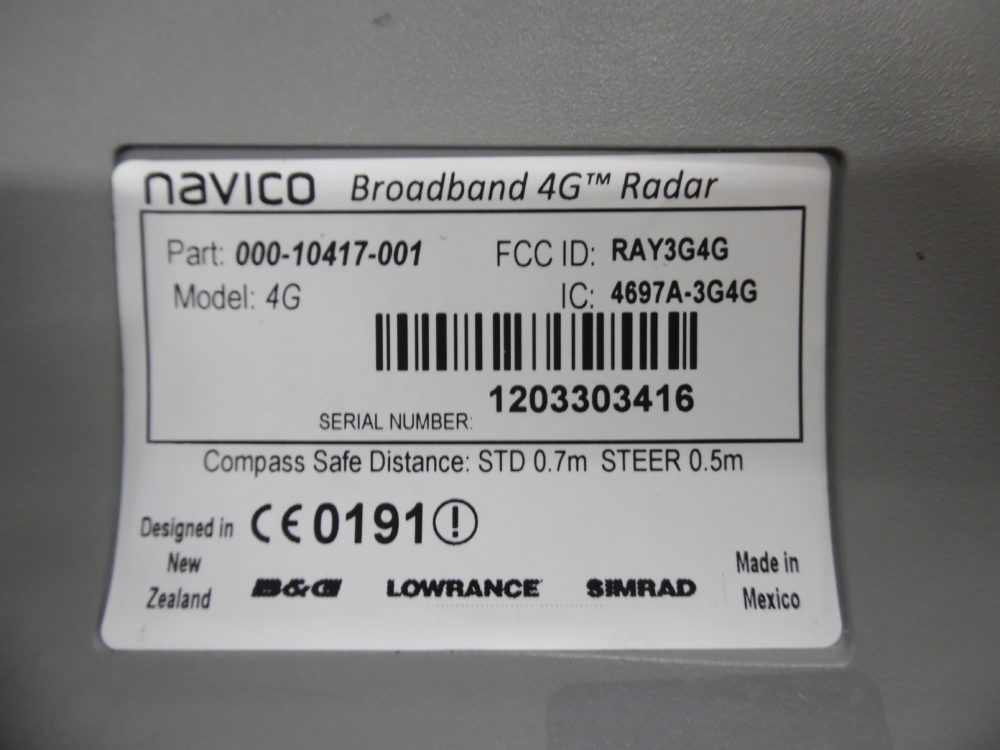 navico Broadband 4G™ Radar
Part: 000-10417-001 FCC ID: RAY3G4G
Model: 4G IC: 4697A-3G4G
SERIAL NUMBER: 1203303416
Compass Safe Distance: STD 0.7m STEER 0.5m
Designed in
New
Zealand
CE0191
B&G LOWRANCE SIMRAD
Made in
Mexico